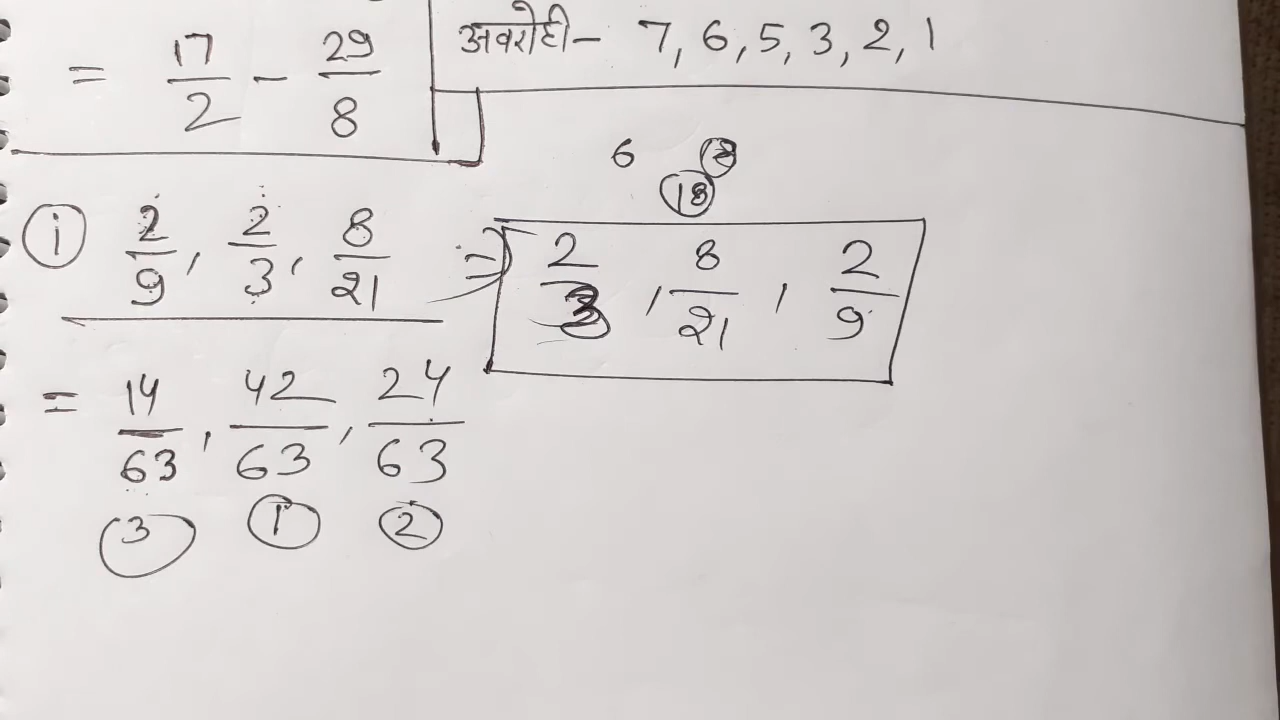 = 17/2 - 29/8
अवरोही- 7, 6, 5, 3, 2, 1
6
18
i 2/9, 2/3, 8/21 => 2/3, 8/21, 2/9
= 14/63, 42/63, 24/63
3 1 2